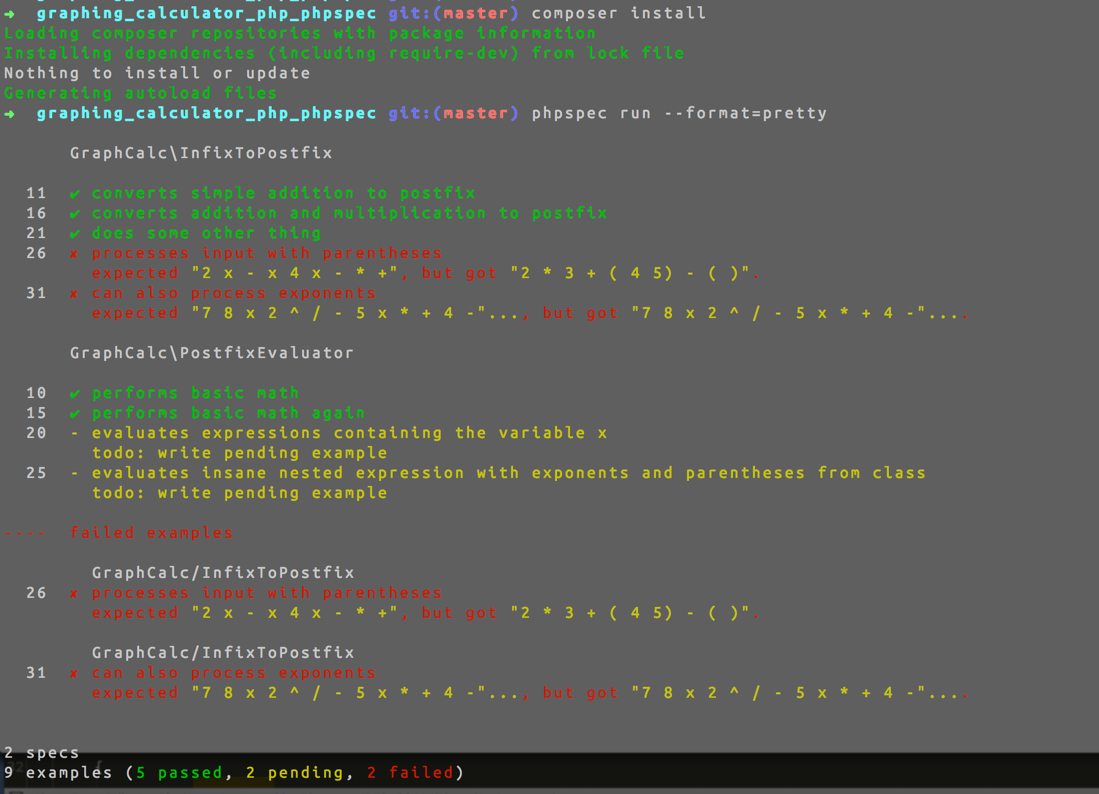 → graphing_calculator_php_phpspec git:(master) composer install
Loading composer repositories with package information
Installing dependencies (including require-dev) from lock file
Nothing to install or update
Generating autoload files
→ graphing_calculator_php_phpspec git:(master) phpspec run --format=pretty
GraphCalc\InfixToPostfix
11 ✔ converts simple addition to postfix
16 ✔ converts addition and multiplication to postfix
21 ✔ does some other thing
26 ✘ processes input with parentheses
expected "2 x - x 4 x - * +", but got "2 * 3 + ( 4 5) - ( )".
31 ✘ can also process exponents
expected "7 8 x 2 ^ / - 5 x * + 4 -"..., but got "7 8 x 2 ^ / - 5 x * + 4 -"....
GraphCalc\PostfixEvaluator
10 ✔ performs basic math
15 ✔ performs basic math again
20 - evaluates expressions containing the variable x
todo: write pending example
25 - evaluates insane nested expression with exponents and parentheses from class
todo: write pending example
---- failed examples
GraphCalc/InfixToPostfix
26 ✘ processes input with parentheses
expected "2 x - x 4 x - * +", but got "2 * 3 + ( 4 5) - ( )".
GraphCalc/InfixToPostfix
31 ✘ can also process exponents
expected "7 8 x 2 ^ / - 5 x * + 4 -"..., but got "7 8 x 2 ^ / - 5 x * + 4 -"....
2 specs
9 examples (5 passed, 2 pending, 2 failed)